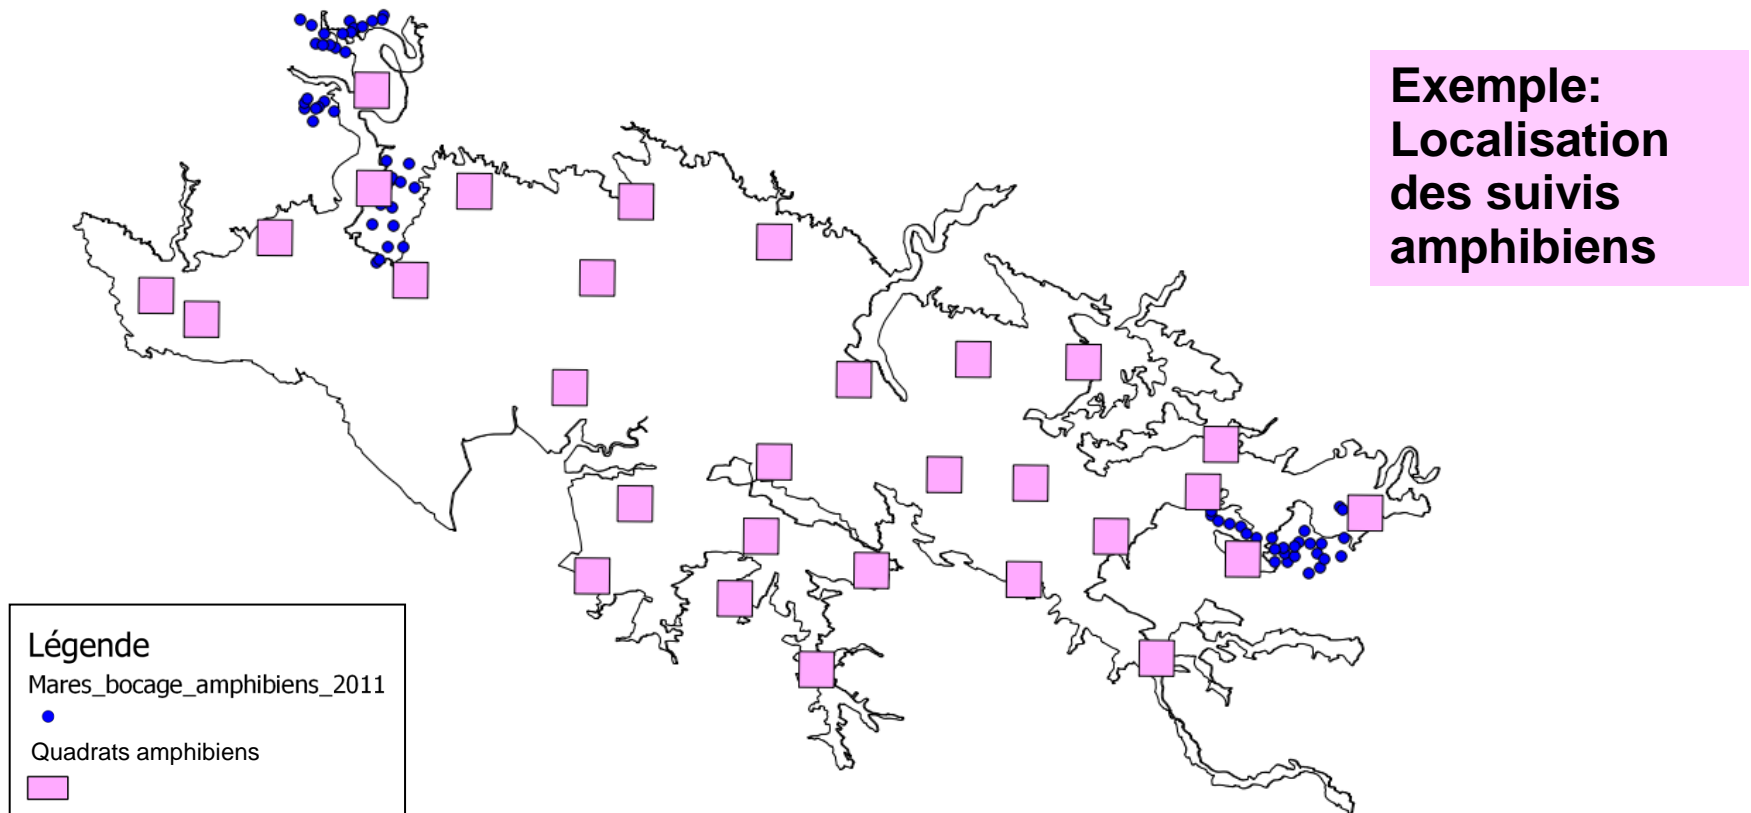 Exemple:
Localisation
des suivis
amphibiens
Légende
Mares_bocage_amphibiens_2011
Quadrats amphibiens